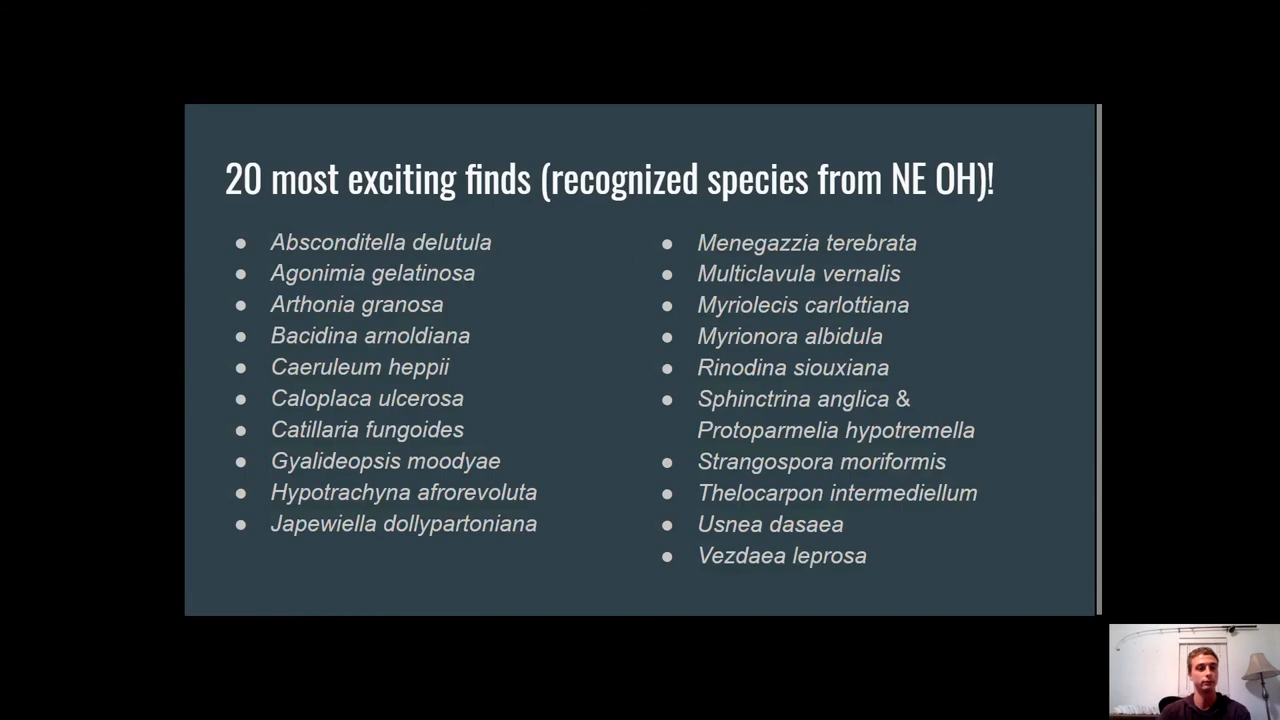 20 most exciting finds (recognized species from NE OH)!
● Absconditella delutula
● Agonimia gelatinosa
● Arthonia granosa
● Bacidina arnoldiana
● Caeruleum heppii
● Caloplaca ulcerosa
● Catillaria fungoides
● Gyalideopsis moodyae
● Hypotrachyna afrorevoluta
● Japewiella dollypartoniana
● Menegazzia terebrata
● Multiclavula vernalis
● Myriolecis carlottiana
● Myrionora albidula
● Rinodina siouxiana
● Sphinctrina anglica &
Protoparmelia hypotremella
● Strangospora moriformis
● Thelocarpon intermediellum
● Usnea dasaea
● Vezdaea leprosa